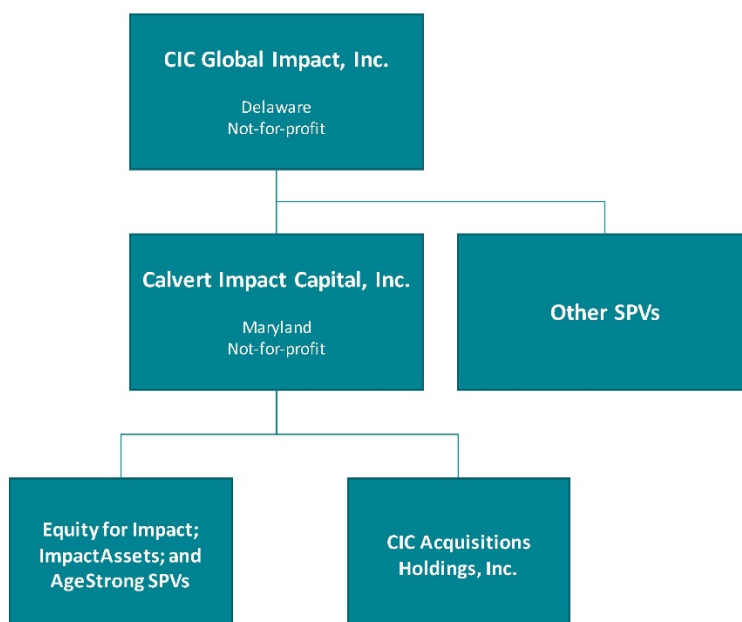 CIC Global Impact, Inc.
Delaware
Not-for-profit
Calvert Impact Capital, Inc.
Maryland
Not-for-profit
Other SPVs
Equity for Impact;
ImpactAssets; and
AgeStrong SPVs
CIC Acquisitions
Holdings, Inc.